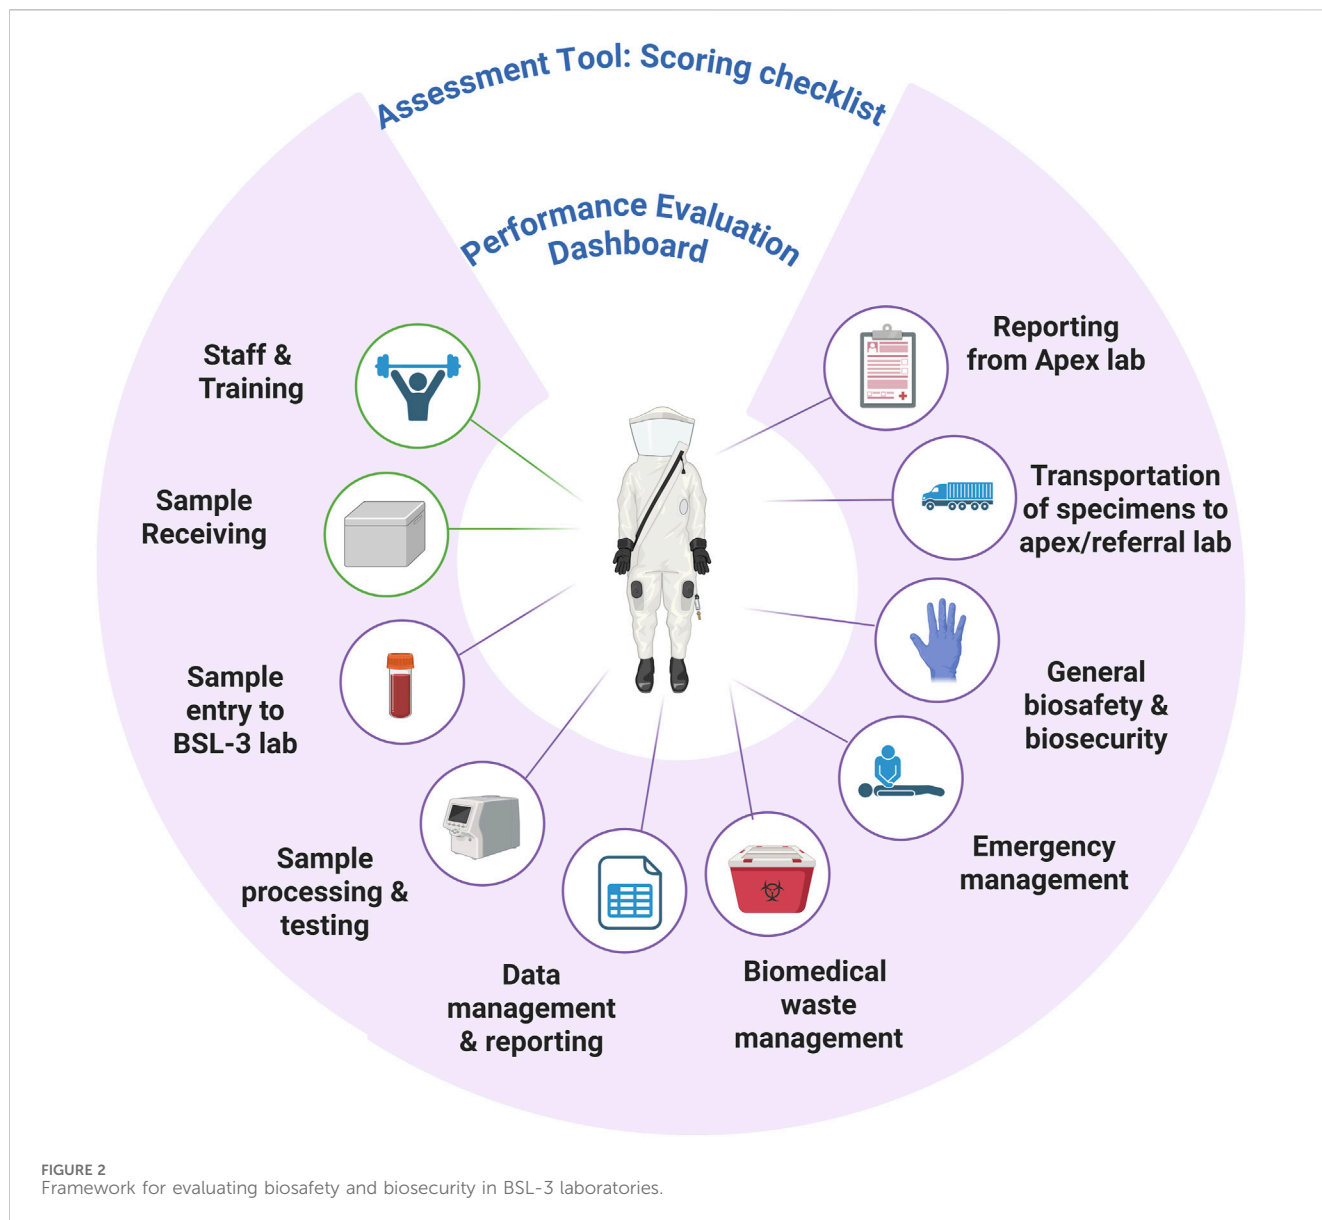 Assessment Tool: Scoring checklist
Performance Evaluation
Dashboard
Staff &
Training
Sample
Receiving
Sample
entry to
BSL-3 lab
Sample
processing &
testing
Data
management
& reporting
Biomedical
waste
management
Emergency
management
General
biosafety &
biosecurity
Transportation
of specimens to
apex/referral lab
Reporting
from Apex lab
FIGURE 2
Framework for evaluating biosafety and biosecurity in BSL-3 laboratories.